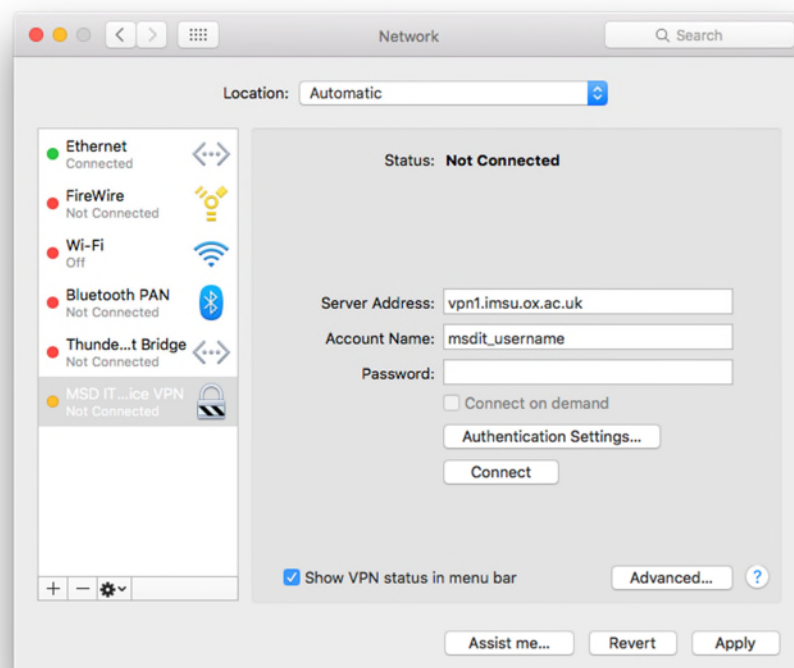 Network
Search
Location: Automatic
Ethernet
Connected
FireWire
Not Connected
Wi-Fi
Off
Bluetooth PAN
Not Connected
Thunde...t Bridge
Not Connected
MSD IT...ice VPN
Not Connected
Status: Not Connected
Server Address: vpn1.imsu.ox.ac.uk
Account Name: msdit_username
Password:
Connect on demand
Authentication Settings...
Connect
Show VPN status in menu bar
Advanced... ?
Assist me... Revert Apply